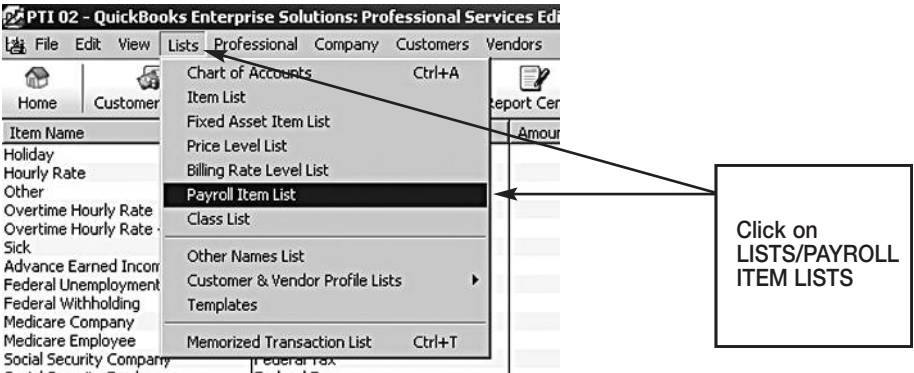 PTI 02 - QuickBooks Enterprise Solutions: Professional Services Edi
File Edit View Lists Professional Company Customers Vendors
Chart of Accounts Ctrl+A
Home Customer
Item List
Report Cen
Fixed Asset Item List
Item Name
Amoun
Price Level List
Holiday
Hourly Rate
Billing Rate Level List
Other
Payroll Item List
Overtime Hourly Rate
Class List
Overtime Hourly Rate
Sick
Other Names List
Advance Earned Incom
Customer & Vendor Profile Lists
Federal Unemployment
Federal Withholding
Templates
Medicare Company
Medicare Employee
Memorized Transaction List Ctrl+T
Social Security Company
Federal Tax
Click on
LISTS/PAYROLL
ITEM LISTS